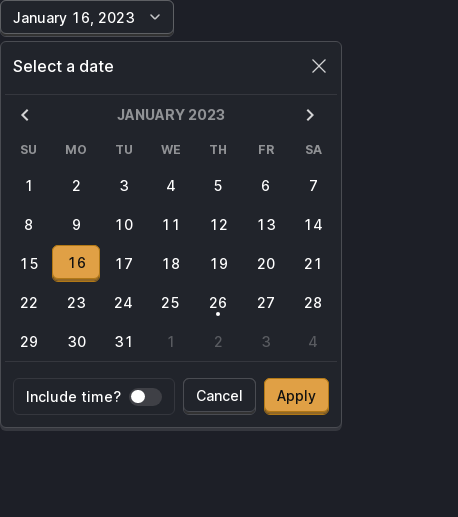 January 16, 2023
Select a date
JANUARY 2023
SU MO TU WE TH FR SA
1 2 3 4 5 6 7
8 9 10 11 12 13 14
15 16 17 18 19 20 21
22 23 24 25 26 27 28
29 30 31 1 2 3 4
Include time? Cancel Apply